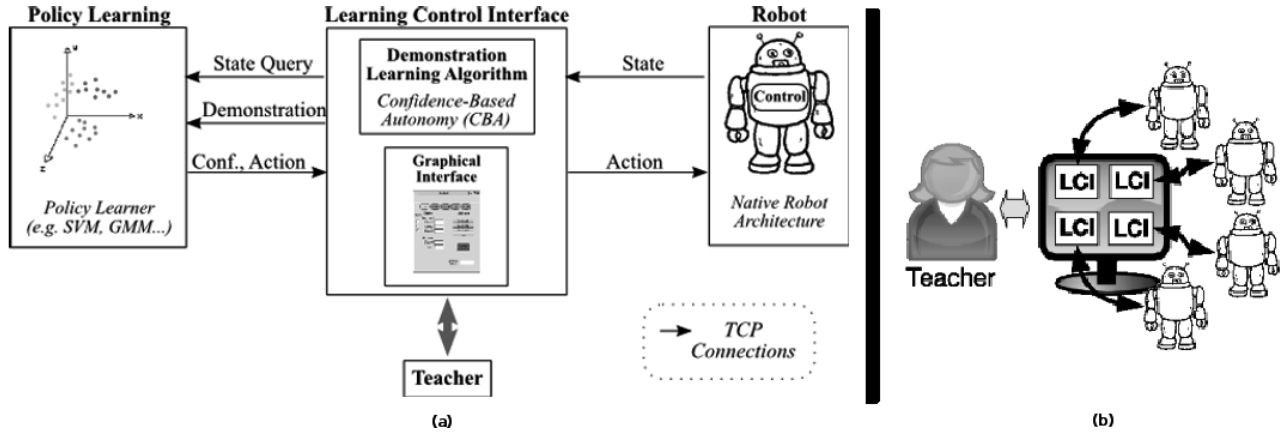 Policy Learning
Learning Control Interface
Robot
State Query
Demonstration
Conf., Action
Policy Learner
(e.g. SVM, GMM...)
y
x
z
Demonstration
Learning Algorithm
Confidence-Based
Autonomy (CBA)
Graphical
Interface
State
Action
Control
Native Robot
Architecture
Teacher
TCP
Connections
(a)
Teacher
LCI
LCI
LCI
LCI
(b)